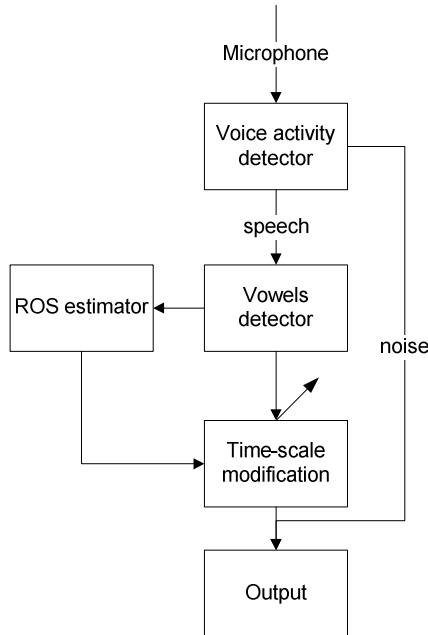 Microphone
Voice activity
detector
speech
ROS estimator
Vowels
detector
noise
Time-scale
modification
Output